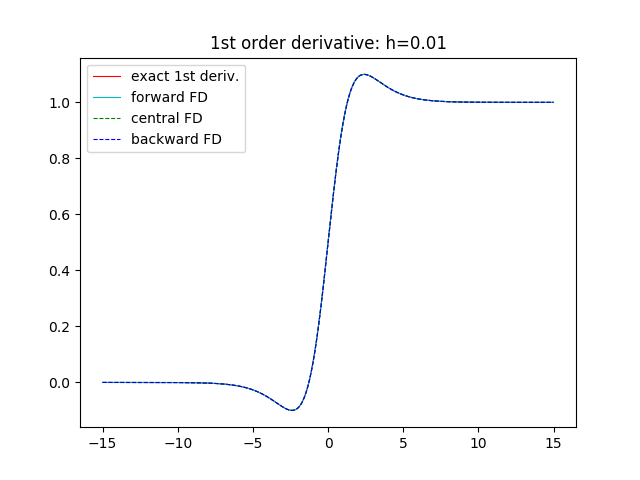 1st order derivative: h=0.01
exact 1st deriv.
forward FD
central FD
backward FD
1.0
0.8
0.6
0.4
0.2
0.0
−15
−10
−5
0
5
10
15